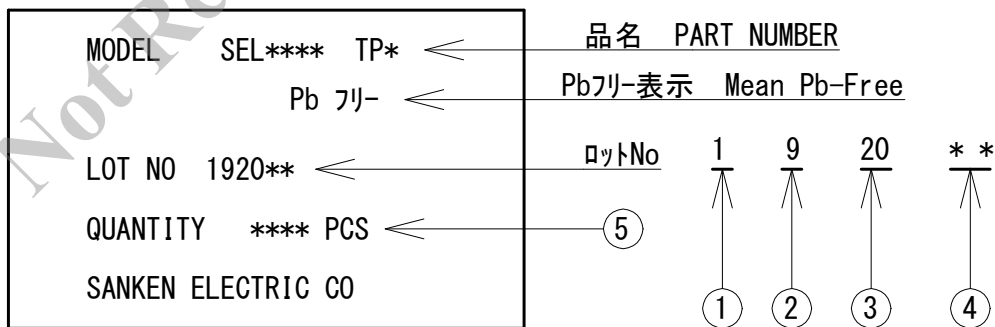 MODEL SEL**** TP*
品名 PART NUMBER
Pb フリー
Pbフリー表示 Mean Pb-Free
LOT NO 1920**
ロットNo 1 9 20 * *
QUANTITY **** PCS
⑤
SANKEN ELECTRIC CO
① ② ③ ④
Not